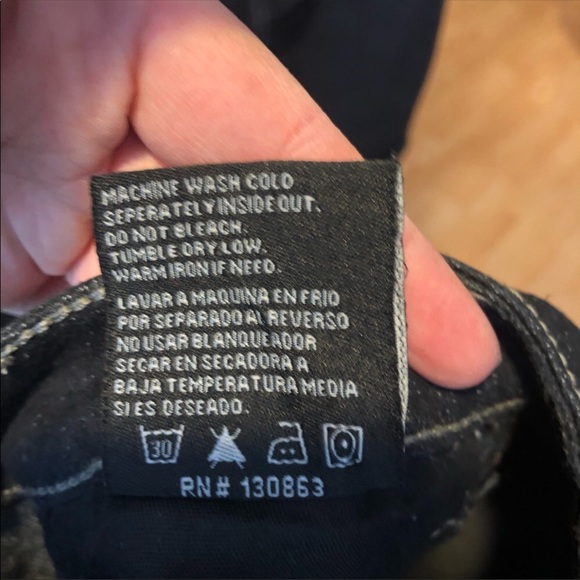 MACHINE WASH COLD
SEPERATELY INSIDE OUT.
DO NOT BLEACH.
TUMBLE DRY LOW.
WARM IRON IF NEED.
LAVAR A MAQUINA EN FRIO
POR SEPARADO AL REVERSO
NO USAR BLANQUEADOR
SECAR EN SECADORA A
BAJA TEMPERATURA MEDIA
SI ES DESEADO.
30
RN# 130863